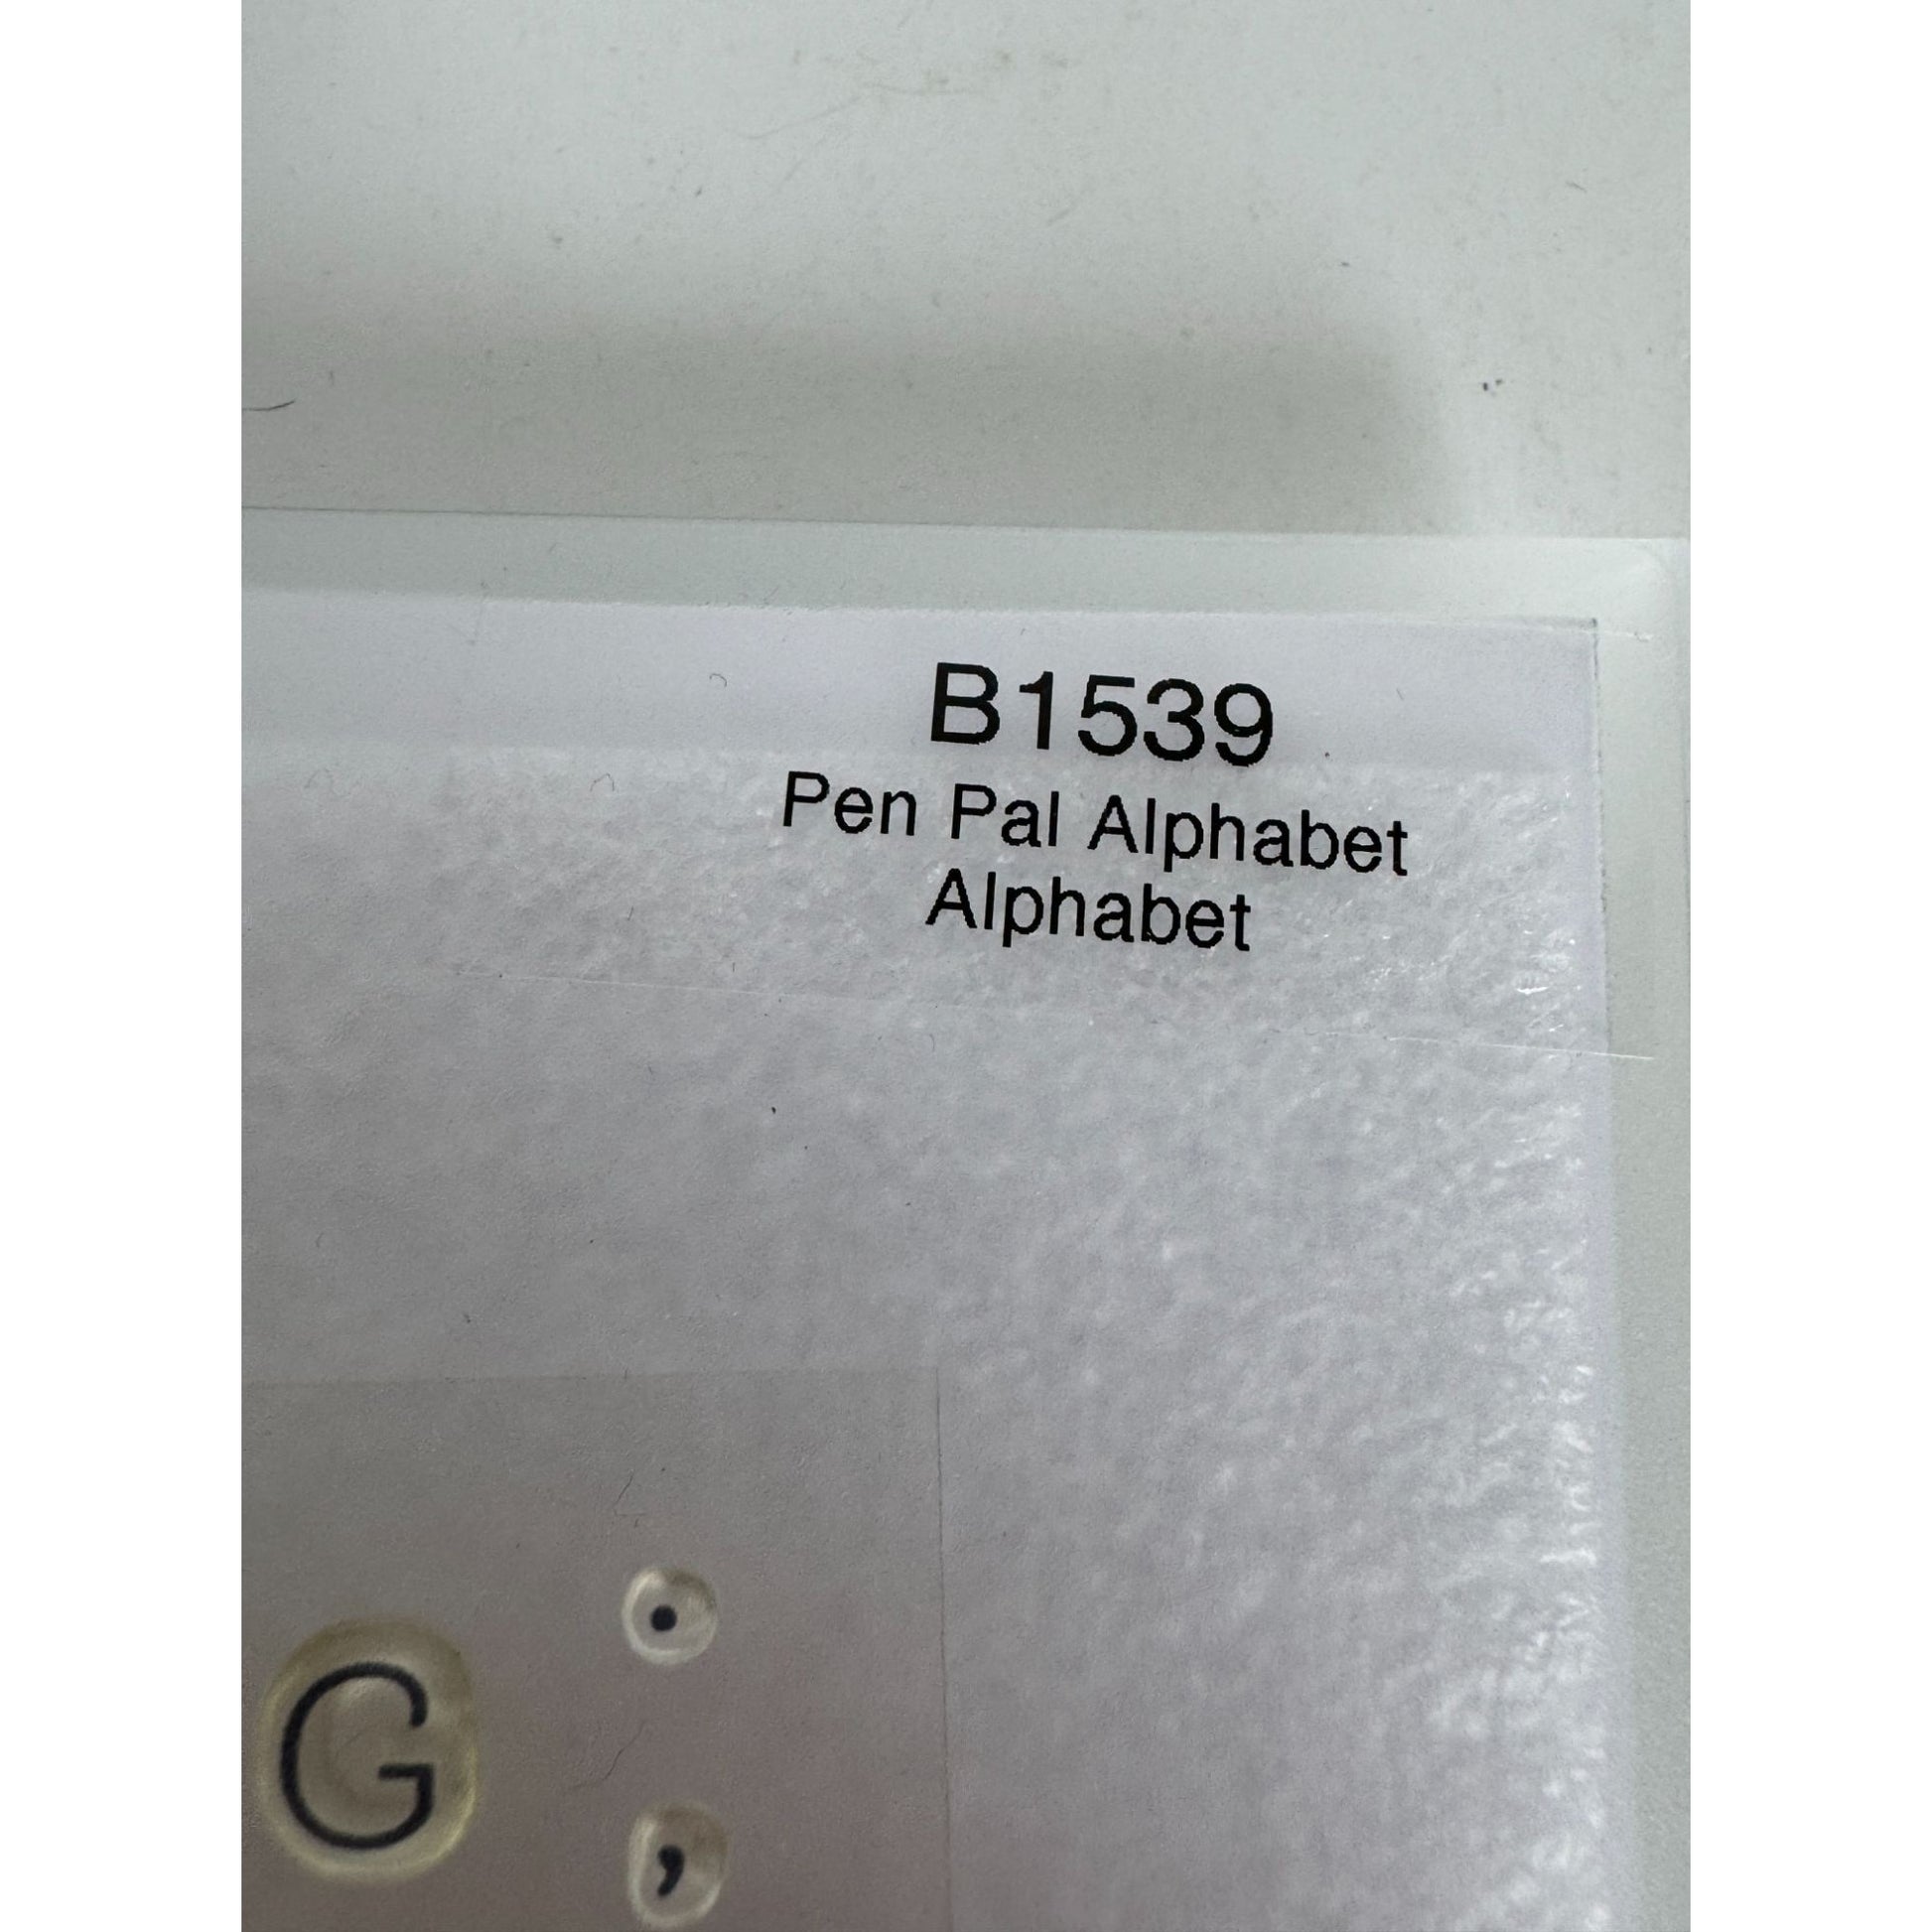 B1539
Pen Pal Alphabet
Alphabet
.
G
,